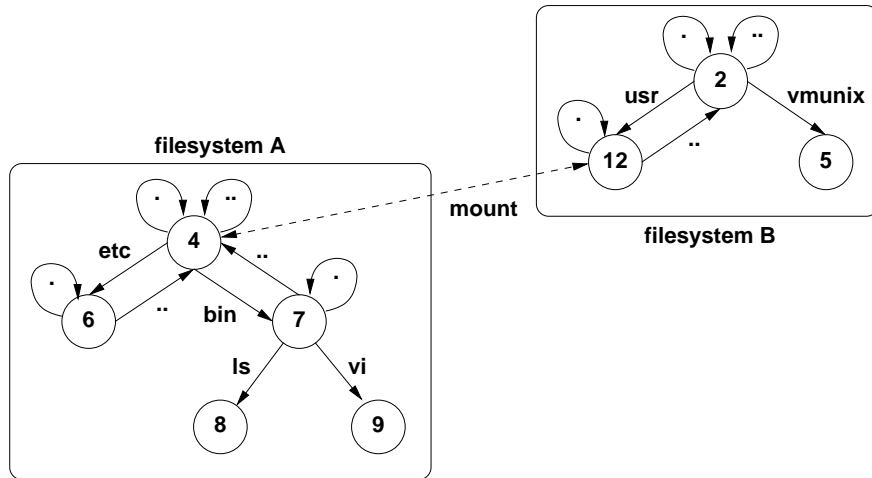 . ..
2
usr vmunix
.
12 .. 5
filesystem A
mount
filesystem B
. ..
4
etc ..
. .
6 .. bin 7
ls vi
8 9